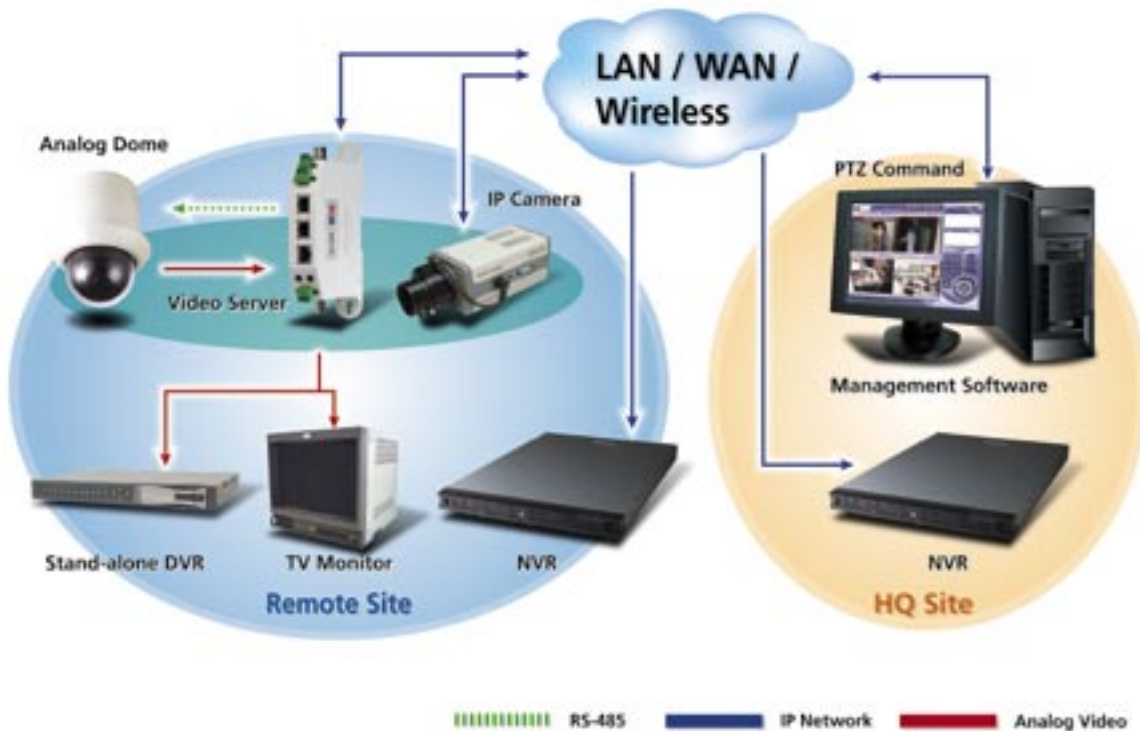 LAN / WAN /
Wireless
Analog Dome
PTZ Command
IP Camera
Video Server
Management Software
Stand-alone DVR
TV Monitor
NVR
NVR
Remote Site
HQ Site
RS-485
IP Network
Analog Video